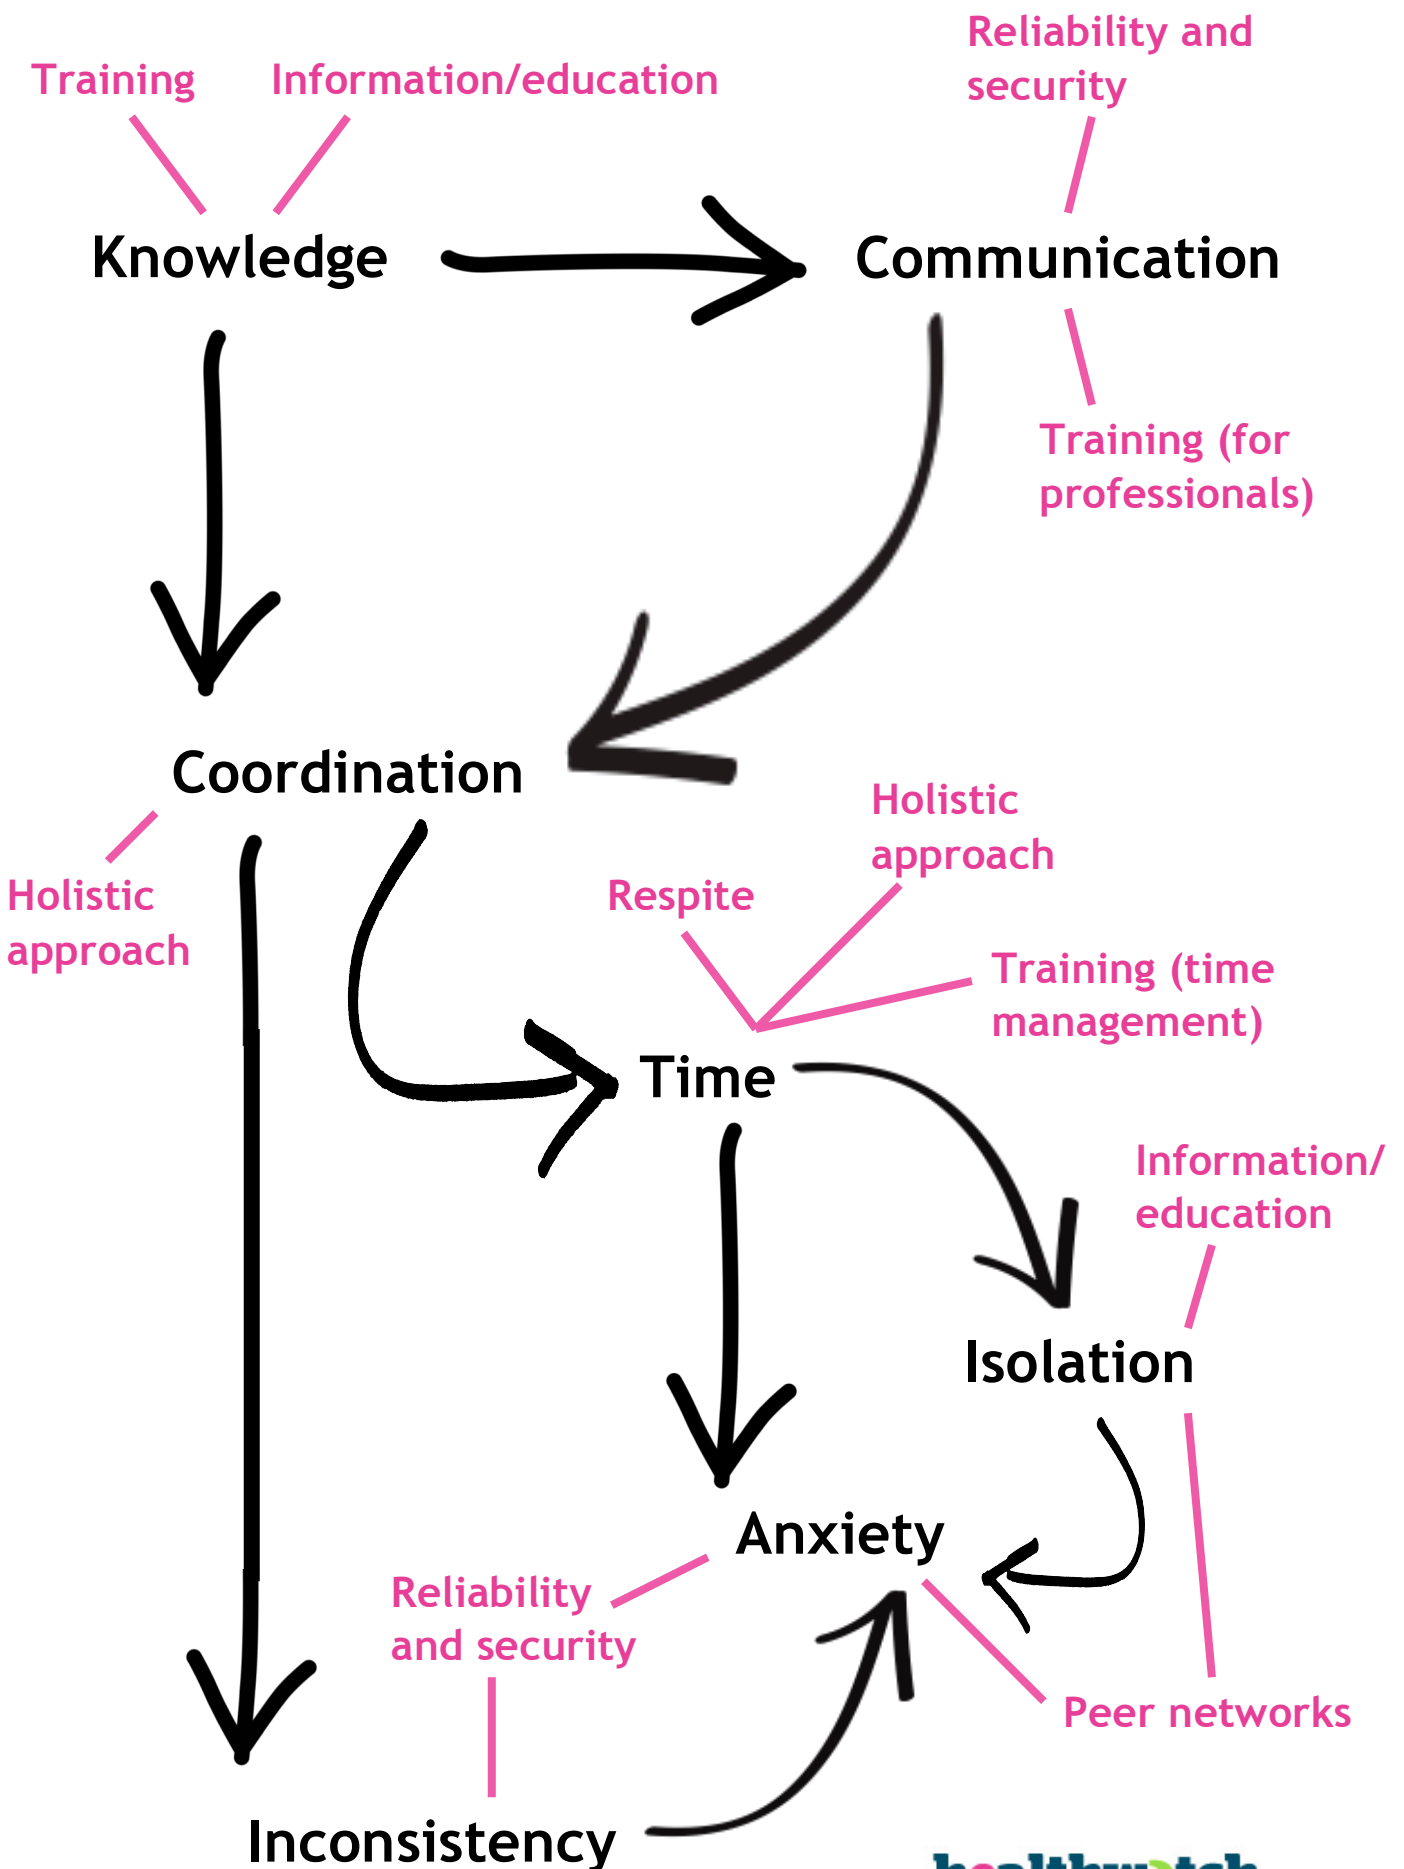 Reliability and
security
Training
Information/education
Knowledge
Communication
Training (for
professionals)
Coordination
Holistic
approach
Holistic
approach
Respite
Training (time
management)
Time
Information/
education
Isolation
Anxiety
Reliability
and security
Peer networks
Inconsistency
healthwatch